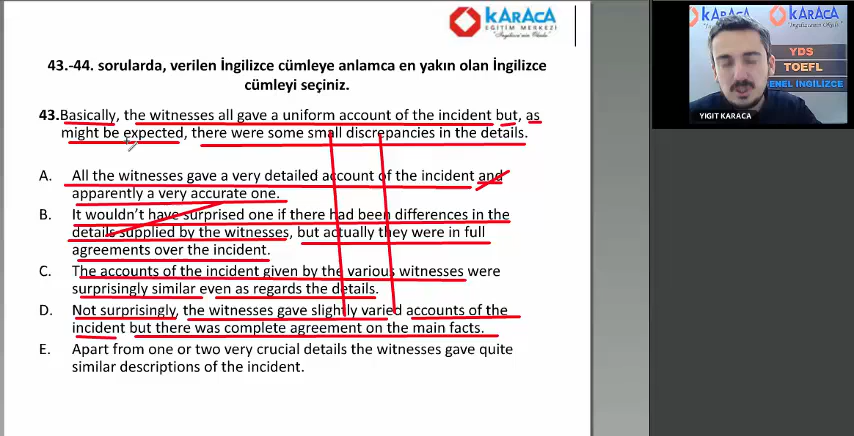 KARACA
EĞİTİM MERKEZİ
"İngilizce'nin Okulu"
43.-44. sorularda, verilen İngilizce cümleye anlamca en yakın olan İngilizce
cümleyi seçiniz.
43.Basically, the witnesses all gave a uniform account of the incident but, as
might be expected, there were some small discrepancies in the details.
A. All the witnesses gave a very detailed account of the incident and
apparently a very accurate one.
B. It wouldn't have surprised one if there had been differences in the
details supplied by the witnesses, but actually they were in full
agreements over the incident.
C. The accounts of the incident given by the various witnesses were
surprisingly similar even as regards the details.
D. Not surprisingly, the witnesses gave slightly varied accounts of the
incident but there was complete agreement on the main facts.
E. Apart from one or two very crucial details the witnesses gave quite
similar descriptions of the incident.
KARACA
YDS
TOEFL
ENEL INGILIZCE
YIGIT KARACA